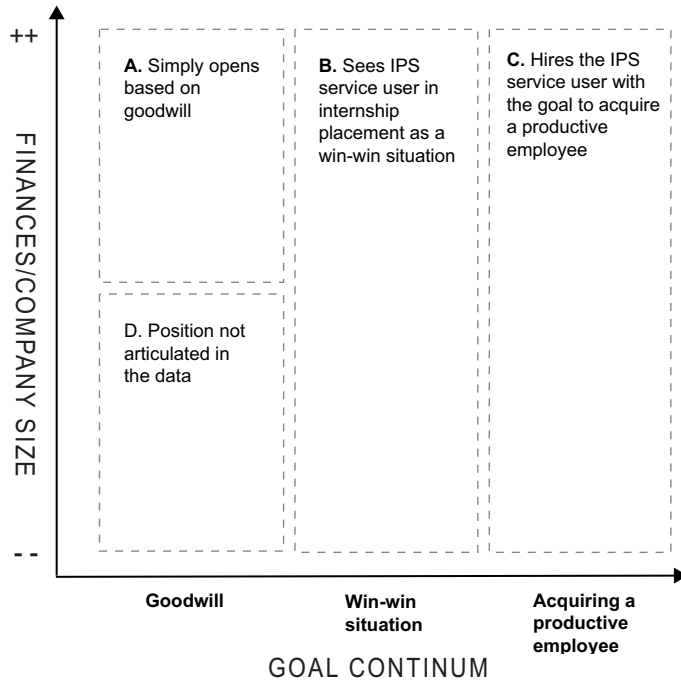 ++
FINANCES/COMPANY SIZE
- -
A. Simply opens
based on
goodwill
B. Sees IPS
service user in
internship
placement as a
win-win situation
C. Hires the IPS
service user with
the goal to acquire
a productive
employee
D. Position not
articulated in
the data
Goodwill
Win-win
situation
Acquiring a
productive
employee
GOAL CONTINUM